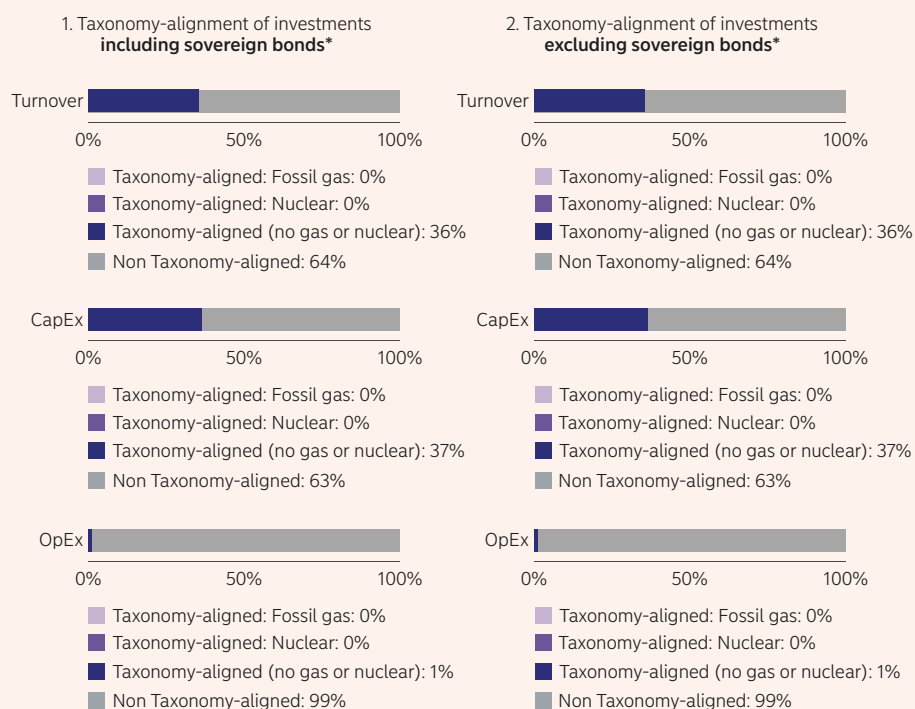 1. Taxonomy-alignment of investments
including sovereign bonds*
Turnover
0% 50% 100%
Taxonomy-aligned: Fossil gas: 0%
Taxonomy-aligned: Nuclear: 0%
Taxonomy-aligned (no gas or nuclear): 36%
Non Taxonomy-aligned: 64%
CapEx
0% 50% 100%
Taxonomy-aligned: Fossil gas: 0%
Taxonomy-aligned: Nuclear: 0%
Taxonomy-aligned (no gas or nuclear): 37%
Non Taxonomy-aligned: 63%
OpEx
0% 50% 100%
Taxonomy-aligned: Fossil gas: 0%
Taxonomy-aligned: Nuclear: 0%
Taxonomy-aligned (no gas or nuclear): 1%
Non Taxonomy-aligned: 99%
2. Taxonomy-alignment of investments
excluding sovereign bonds*
Turnover
0% 50% 100%
Taxonomy-aligned: Fossil gas: 0%
Taxonomy-aligned: Nuclear: 0%
Taxonomy-aligned (no gas or nuclear): 36%
Non Taxonomy-aligned: 64%
CapEx
0% 50% 100%
Taxonomy-aligned: Fossil gas: 0%
Taxonomy-aligned: Nuclear: 0%
Taxonomy-aligned (no gas or nuclear): 37%
Non Taxonomy-aligned: 63%
OpEx
0% 50% 100%
Taxonomy-aligned: Fossil gas: 0%
Taxonomy-aligned: Nuclear: 0%
Taxonomy-aligned (no gas or nuclear): 1%
Non Taxonomy-aligned: 99%